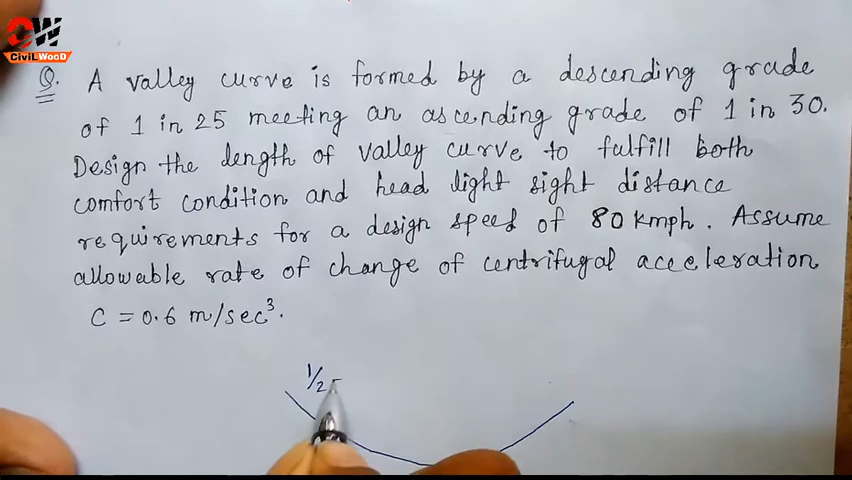 CW
CiviL WooD
Q. A valley curve is formed by a descending grade
of 1 in 25 meeting an ascending grade of 1 in 30.
Design the length of valley curve to fulfill both
comfort condition and head light sight distance
requirements for a design speed of 80 kmph. Assume
allowable rate of change of centrifugal acceleration
C = 0.6 m/sec³.